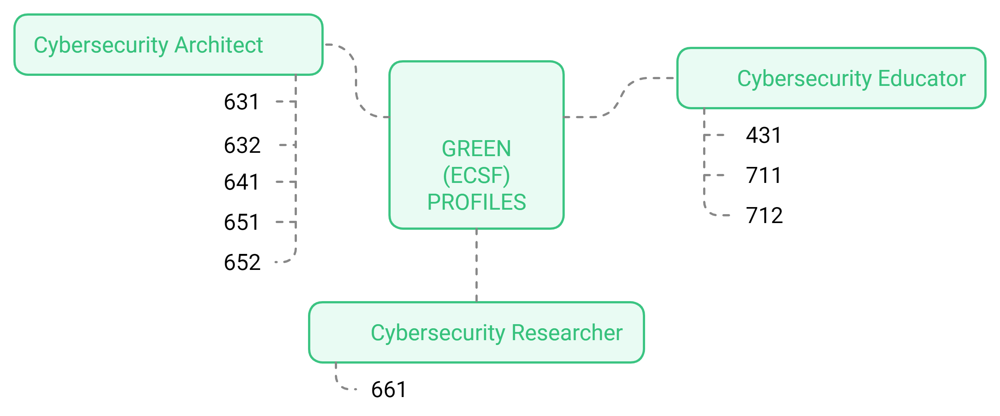 Cybersecurity Architect
631
632
641
651
652
GREEN
(ECSF)
PROFILES
Cybersecurity Educator
431
711
712
Cybersecurity Researcher
661